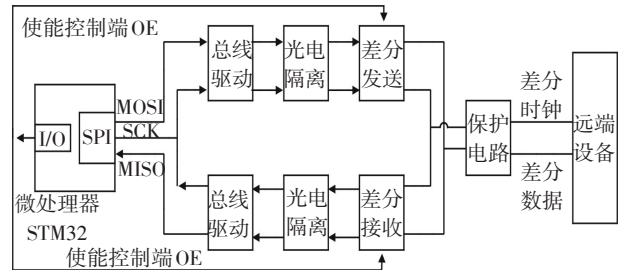 使能控制端OE
总线
驱动
光电
隔离
差分
发送
MOSI
I/O
SPI
SCK
MISO
微处理器
STM32
保护
电路
差分
时钟
差分
数据
远端
设备
总线
驱动
光电
隔离
差分
接收
使能控制端OE